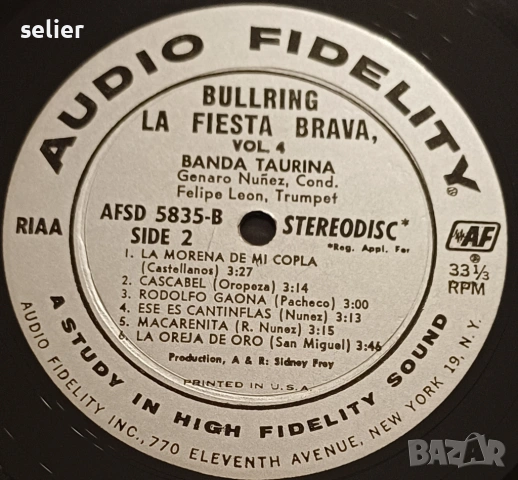 selier
AUDIO FIDELITY®
BULLRING
LA FIESTA BRAVA,
VOL. 4
BANDA TAURINA
Genaro Nuñez, Cond.
Felipe Leon, Trumpet
RIAA
AFSD 5835-B
SIDE 2
STEREODISC*
*Reg. Appl. For
AF
®
33⅓
RPM
1. LA MORENA DE MI COPLA
(Castellanos) 3:27
2. CASCABEL (Oropeza) 3:14
3. RODOLFO GAONA (Pacheco) 3:00
4. ESE ES CANTINFLAS (Nunez) 3:13
5. MACARENITA (R. Nunez) 3:15
6. LA OREJA DE ORO (San Miguel) 3:46
Production, A & R: Sidney Frey
PRINTED IN U.S.A.
A STUDY IN HIGH FIDELITY SOUND
AUDIO FIDELITY INC., 770 ELEVENTH AVENUE, NEW YORK 19, N.Y.
BAZAR